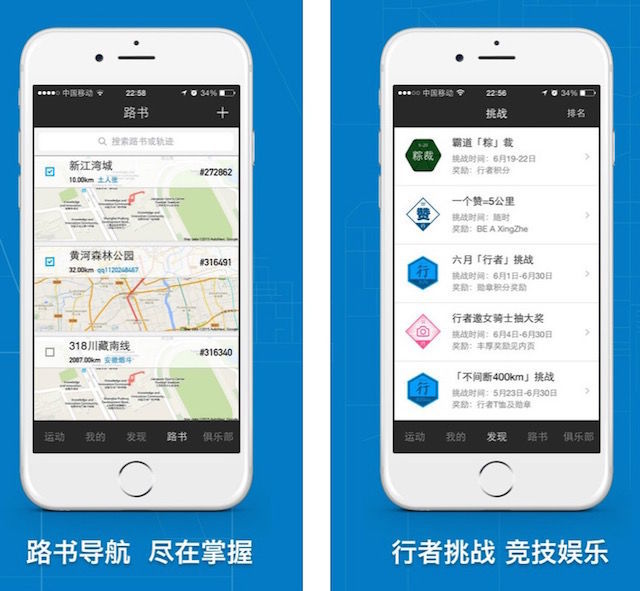 中国移动 22:58 34%
路书 +
搜索路书或轨迹
新江湾城
10.00km 土人张
#272862
黄河森林公园
32.00km qq1120248467
#316491
318川藏南线
2087.00km 安徽烟斗
#316340
运动 我的 发现 路书 俱乐部
路书导航 尽在掌握
中国移动 22:56 34%
挑战 排名
6-20
粽裁
霸道「粽」裁
挑战时间:6月19-22日
奖励:行者积分
赞
一个赞=5公里
挑战时间:随时
奖励:BE A XingZhe
行
六月「行者」挑战
挑战时间:6月1日-6月30日
奖励:勋章积分奖励
行者邀女骑士抽大奖
挑战时间:6月4日-6月30日
奖励:丰厚奖励见内页
行
「不间断400km」挑战
挑战时间:5月23日-6月30日
奖励:行者T恤及勋章
运动 我的 发现 路书 俱乐部
行者挑战 竞技娱乐